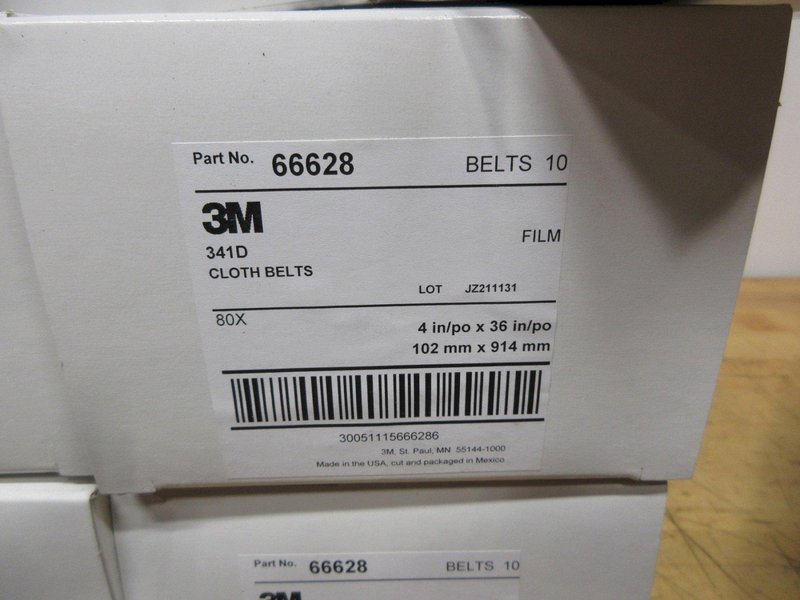 Part No. 66628 BELTS 10
3M
FILM
341D
CLOTH BELTS
LOT JZ211131
80X
4 in/po x 36 in/po
102 mm x 914 mm
30051115666286
3M, St. Paul, MN 55144-1000
Made in the USA, cut and packaged in Mexico
Part No. 66628 BELTS 10
3M